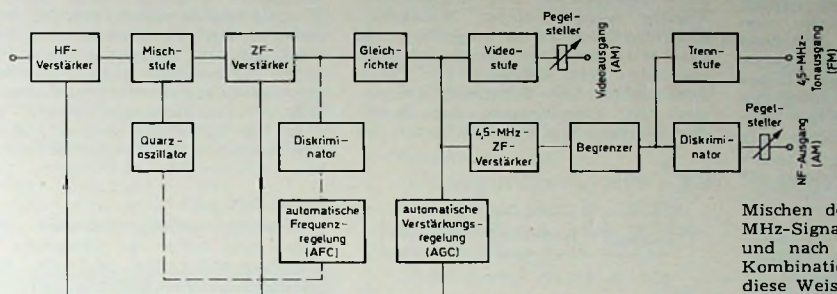 HF-
Verstärker
Misch-
stufe
ZF-
Verstärker
Gleich-
richter
Video-
stufe
Pegel-
steller
Videoausgang
(AM)
Trenn-
stufe
4,5-MHz-
Tonausgang
(FM)
Quarz-
oszillator
Diskrimi-
nator
4,5-MHz-
ZF-
Verstärker
Begrenzer
Diskrimi-
nator
Pegel-
steller
NF-Ausgang
(AM)
automatische
Frequenz-
regelung
(AFC)
automatische
Verstärkungs-
regelung
(AGC)
Mischen de
MHz-Signa
und nach
Kombinati
diese Weis